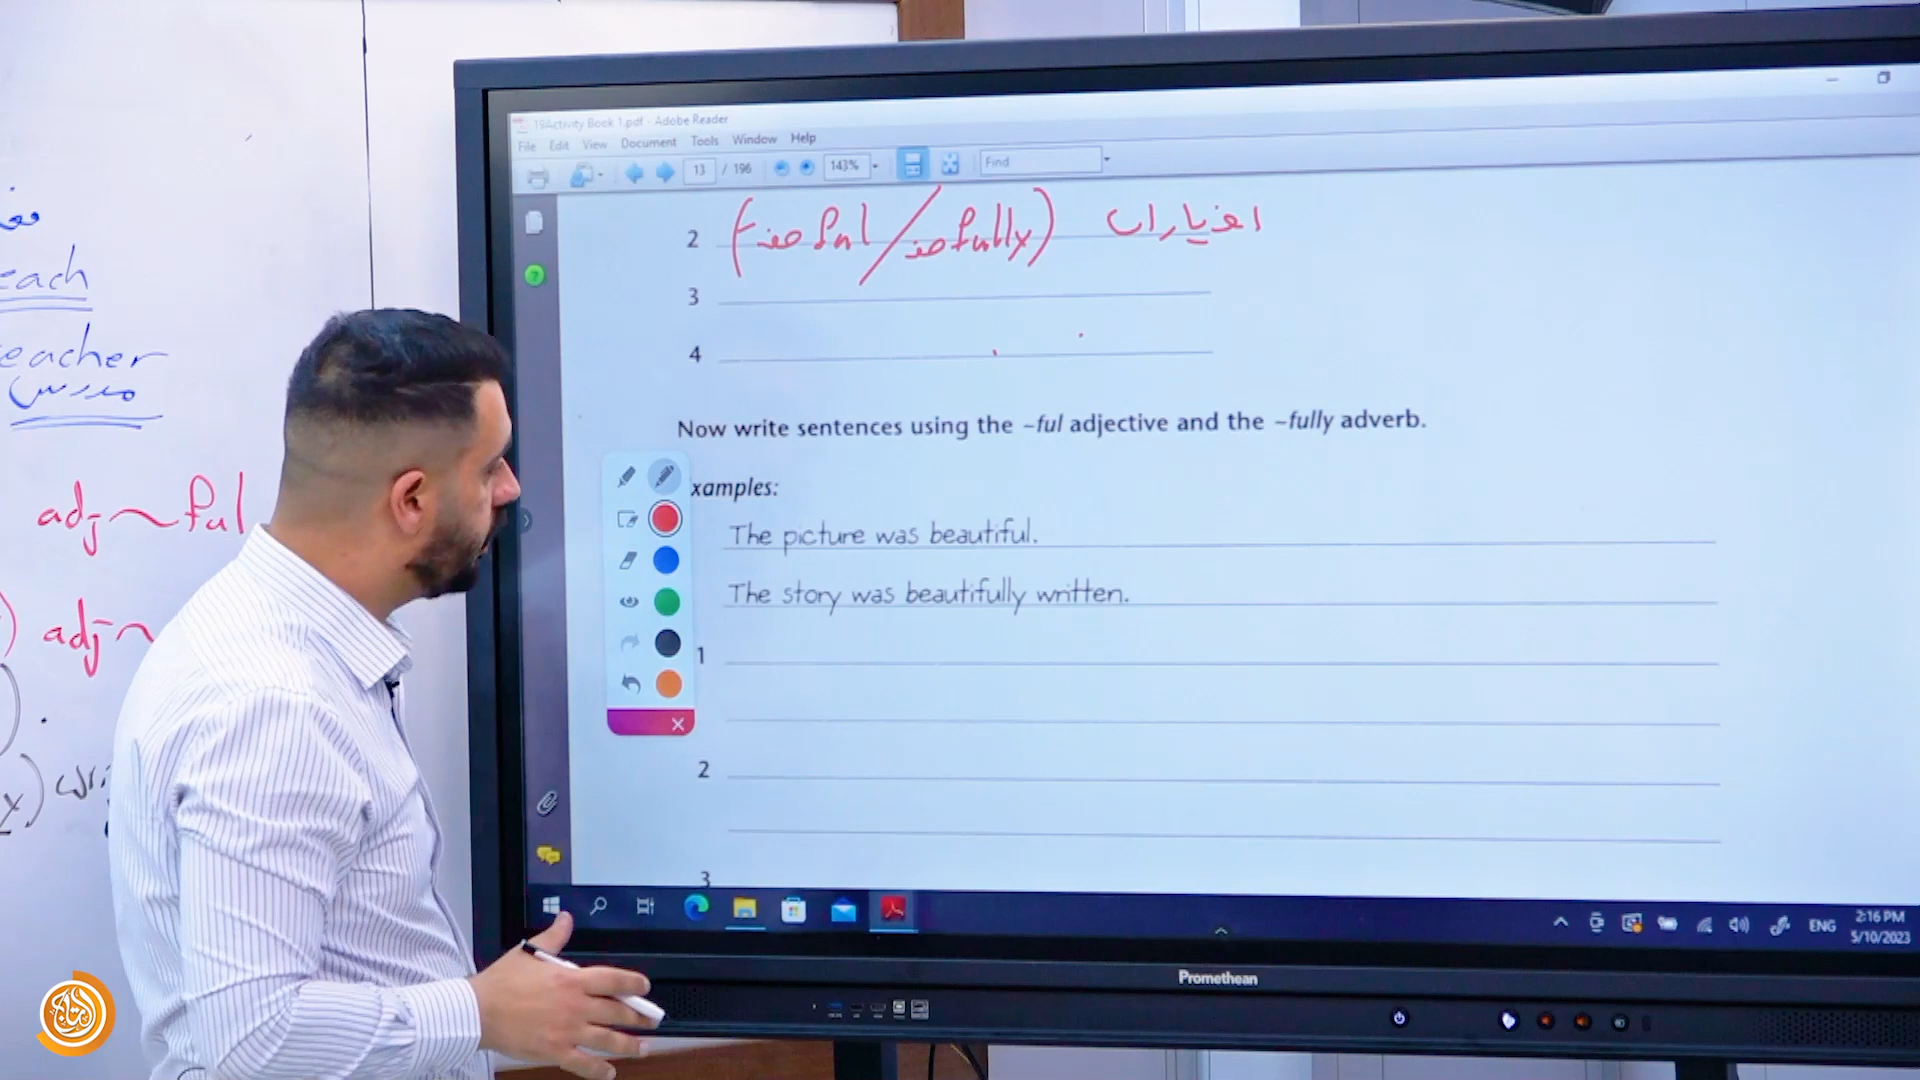 each
eacher
مدرس
adj ~ ful
adj ~
19Activity Book 1.pdf - Adobe Reader
File Edit View Document Tools Window Help
13 / 196 143% Find
2 (صفة ful / صفة fully) اختيارات
3
4
Now write sentences using the ~ful adjective and the ~fully adverb.
xamples:
The picture was beautiful.
The story was beautifully written.
1
2
3
ENG 2:16 PM
5/10/2023
Promethean